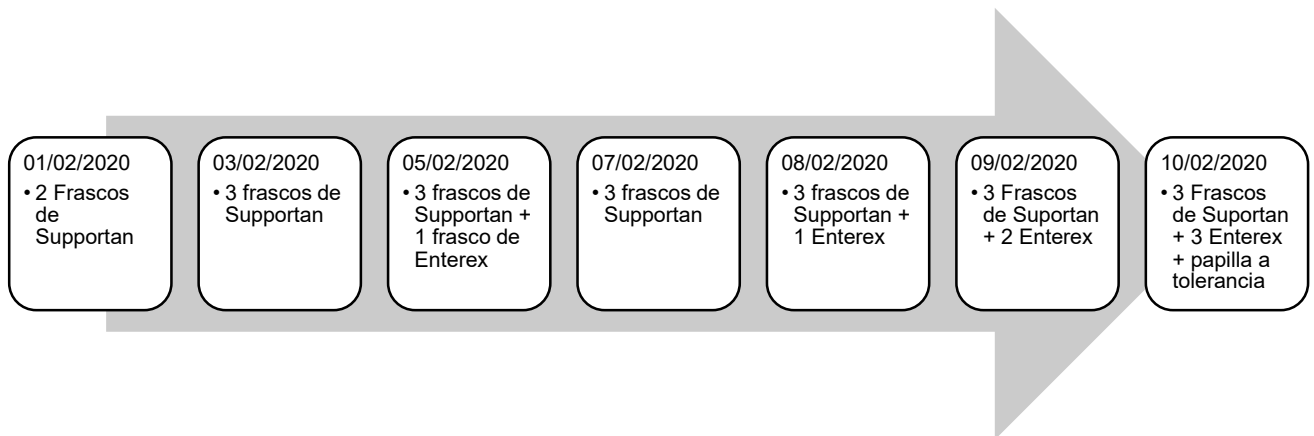 01/02/2020
• 2 Frascos
de
Supportan
03/02/2020
• 3 frascos de
Supportan
05/02/2020
• 3 frascos de
Supportan +
1 frasco de
Enterex
07/02/2020
• 3 frascos de
Supportan
08/02/2020
• 3 frascos de
Supportan +
1 Enterex
09/02/2020
• 3 Frascos
de Suportan
+ 2 Enterex
10/02/2020
• 3 Frascos
de Suportan
+ 3 Enterex
+ papilla a
tolerancia